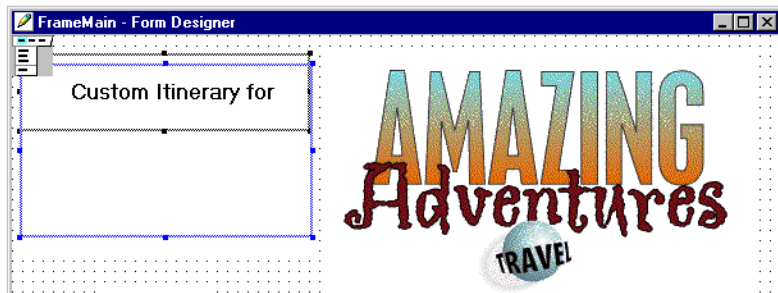 FrameMain - Form Designer
Custom Itinerary for
AMAZING
Adventures
TRAVEL